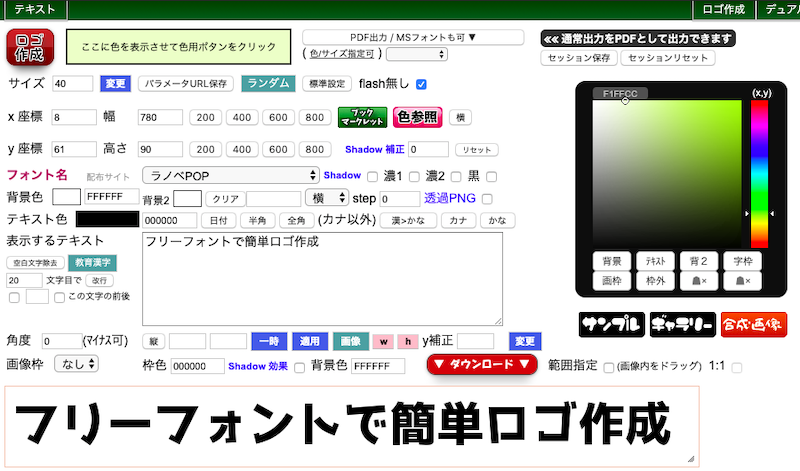 テキスト ロゴ作成 デュアル
ロゴ作成 ここに色を表示させて色用ボタンをクリック PDF出力 / MSフォントも可 ▼ ≪≪ 通常出力をPDFとして出力できます
( 色/サイズ指定可 ) セッション保存 セッションリセット
サイズ 40 変更 パラメータURL保存 ランダム 標準設定 flash無し
F1FFCC (x,y)
x 座標 8 幅 780 200 400 600 800 ブックマークレット 色参照 横
y 座標 61 高さ 90 200 400 600 800 Shadow 補正 0 リセット
フォント名 配布サイト ラノベPOP Shadow 濃1 濃2 黒
背景色 FFFFFF 背景2 クリア 横 step 0 透過PNG
テキスト色 000000 日付 半角 全角 (カナ以外) 漢>かな カナ かな
表示するテキスト フリーフォントで簡単ロゴ作成
空白文字除去 教育漢字
20 文字目で 改行
この文字の前後
背景 テキスト 背２ 字枠
画枠 枠外 × ×
サンプル ギャラリー 合成画像
角度 0 (マイナス可) 縦 一時 適用 画像 w h y補正 変更
画像枠 なし 枠色 000000 Shadow 効果 背景色 FFFFFF ▼ ダウンロード ▼ 範囲指定 (画像内をドラッグ) 1:1
フリーフォントで簡単ロゴ作成